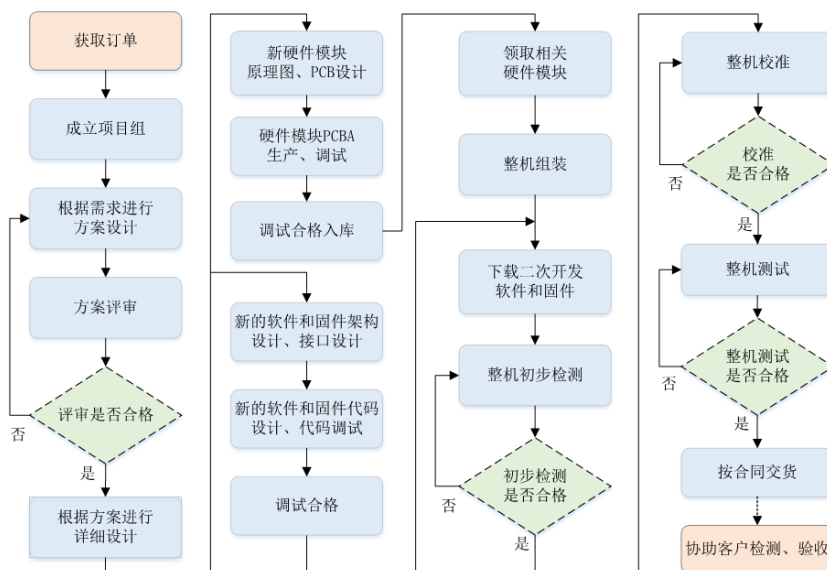 获取订单
成立项目组
根据需求进行
方案设计
方案评审
评审是否合格
否
是
根据方案进行
详细设计
新硬件模块
原理图、PCB设计
硬件模块PCBA
生产、调试
调试合格入库
新的软件和固件架构
设计、接口设计
新的软件和固件代码
设计、代码调试
调试合格
领取相关
硬件模块
整机组装
下载二次开发
软件和固件
整机初步检测
初步检测
是否合格
否
是
整机校准
校准
是否合格
否
是
整机测试
整机测试
是否合格
否
是
按合同交货
协助客户检测、验收